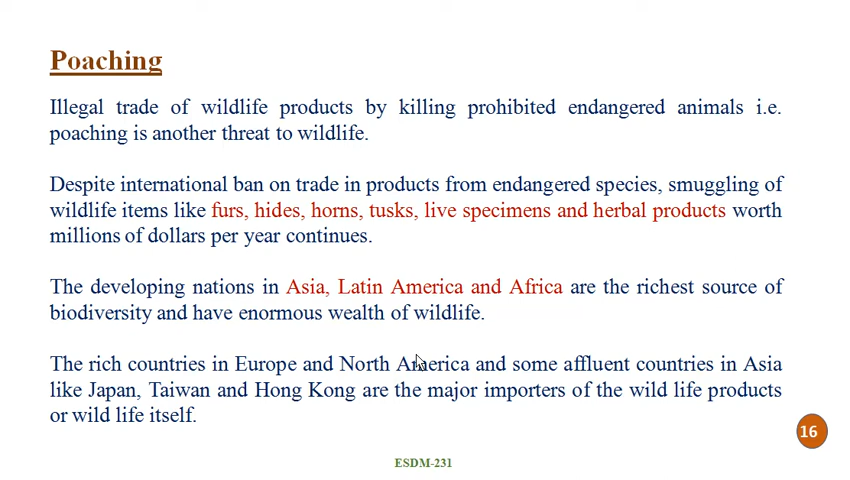 Poaching
Illegal trade of wildlife products by killing prohibited endangered animals i.e.
poaching is another threat to wildlife.
Despite international ban on trade in products from endangered species, smuggling of
wildlife items like furs, hides, horns, tusks, live specimens and herbal products worth
millions of dollars per year continues.
The developing nations in Asia, Latin America and Africa are the richest source of
biodiversity and have enormous wealth of wildlife.
The rich countries in Europe and North America and some affluent countries in Asia
like Japan, Taiwan and Hong Kong are the major importers of the wild life products
or wild life itself.
16
ESDM-231